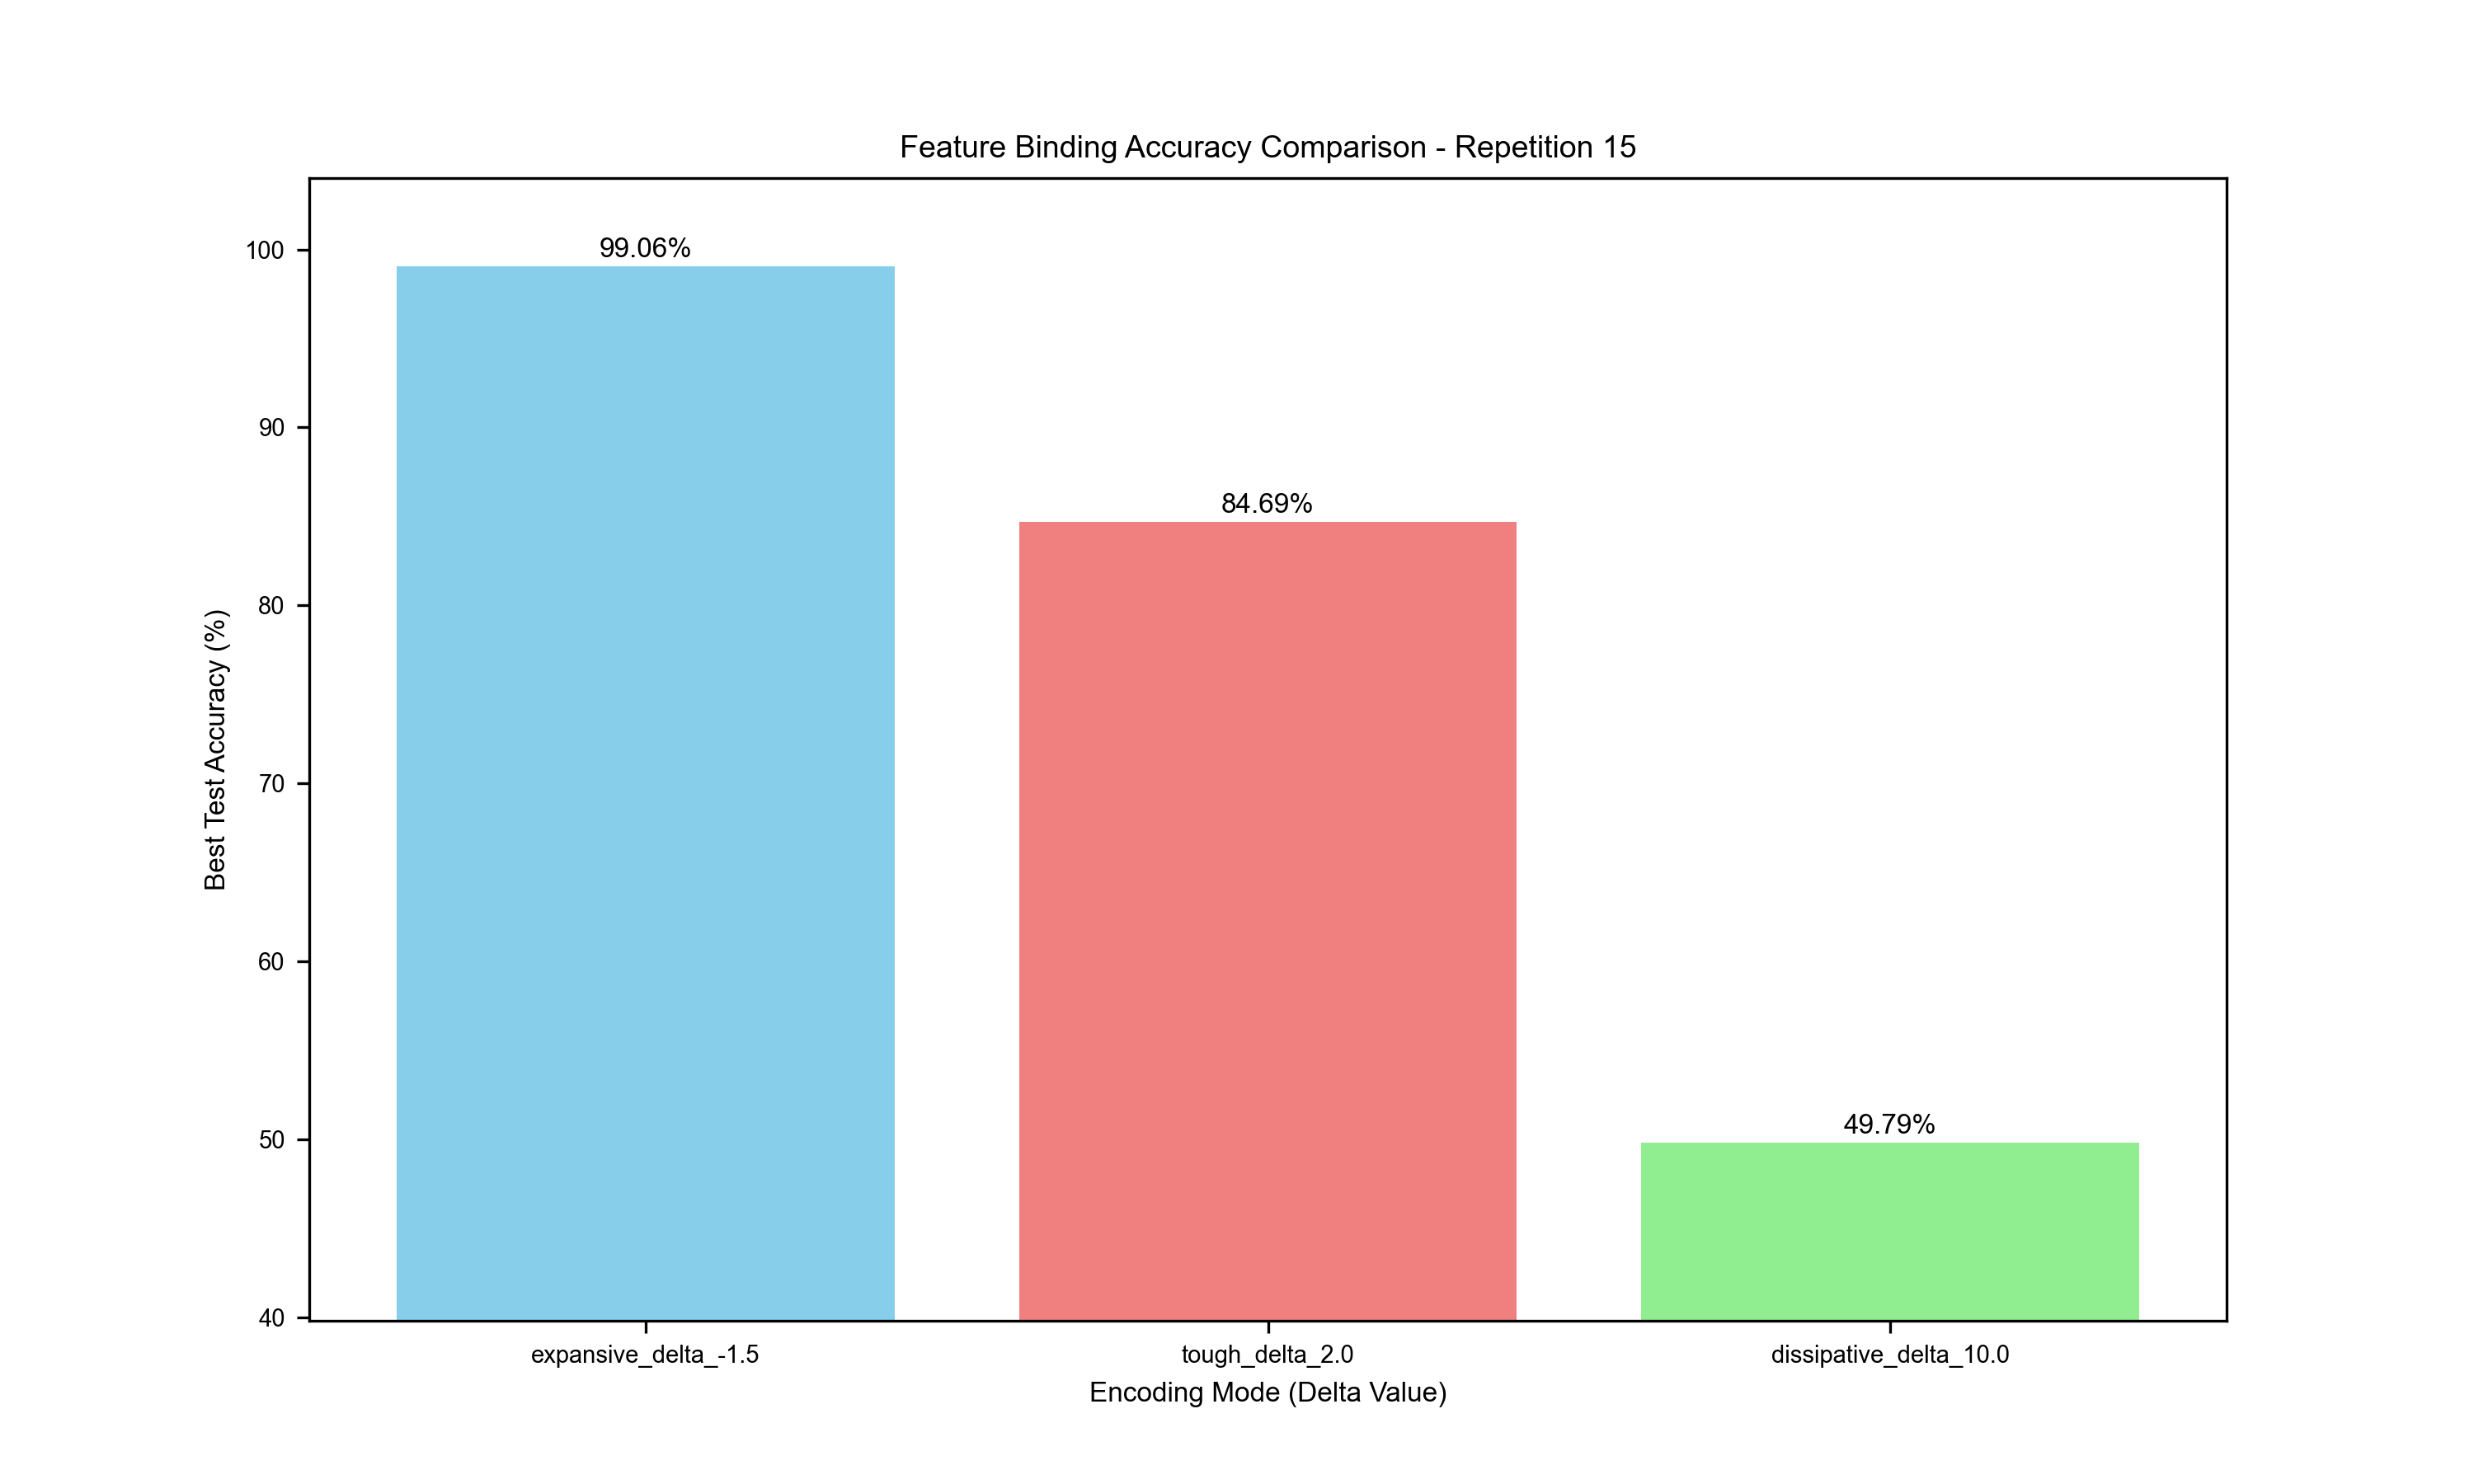 Feature Binding Accuracy Comparison - Repetition 15
Best Test Accuracy (%)
100
90
80
70
60
50
40
99.06%
84.69%
49.79%
expansive_delta_-1.5
tough_delta_2.0
dissipative_delta_10.0
Encoding Mode (Delta Value)